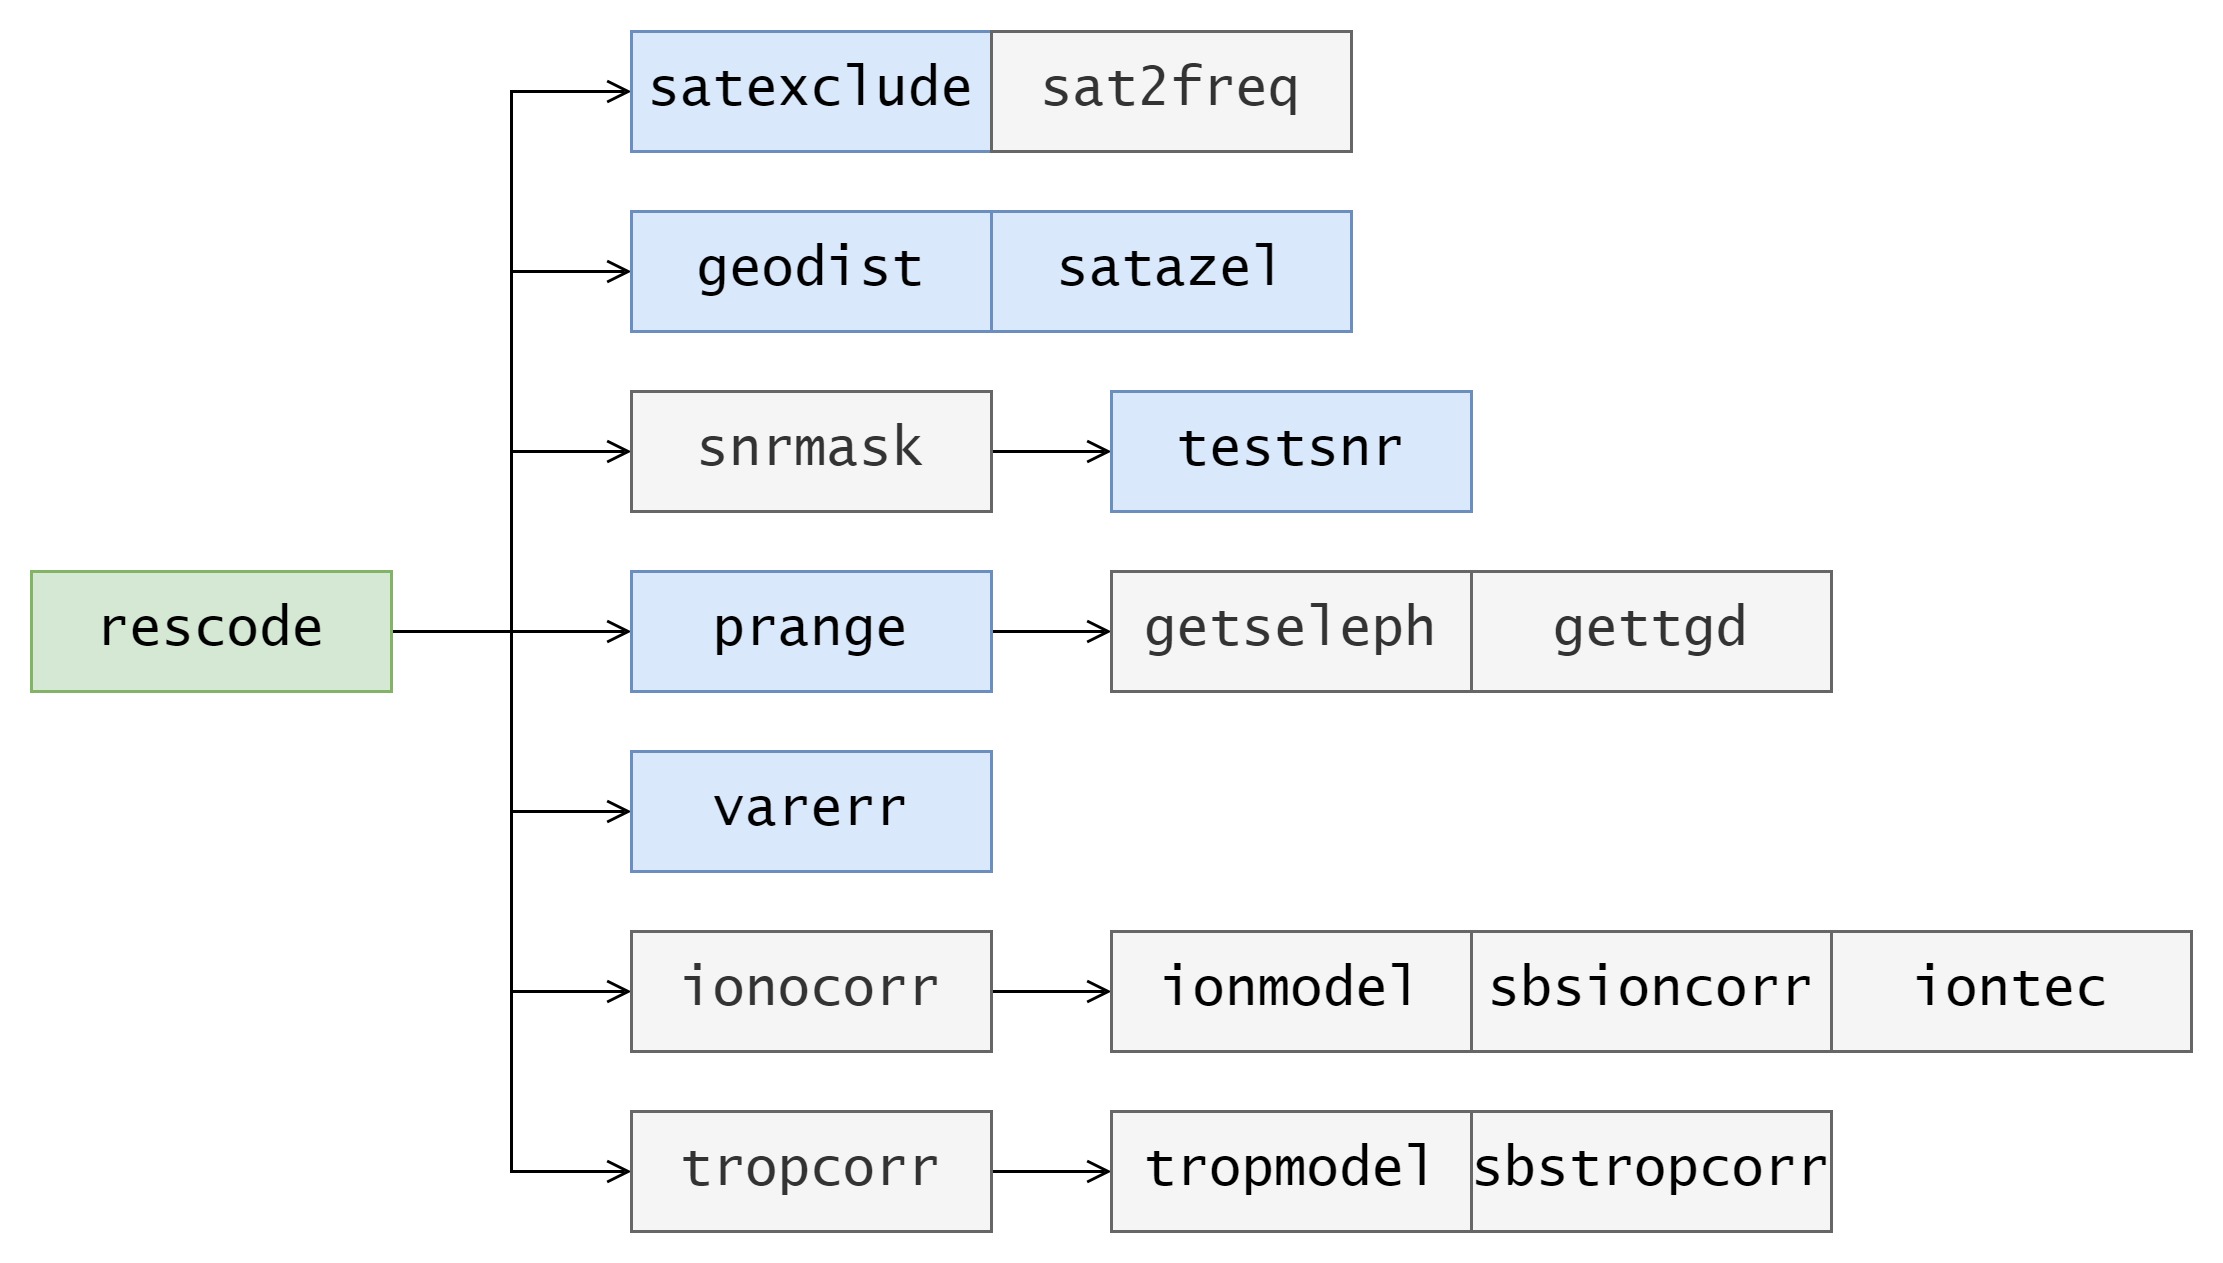 satexclude sat2freq
geodist satazel
snrmask testsnr
rescode prange getseleph gettgd
varerr
ionocorr ionmodel sbsioncorr iontec
tropcorr tropmodel sbstropcorr